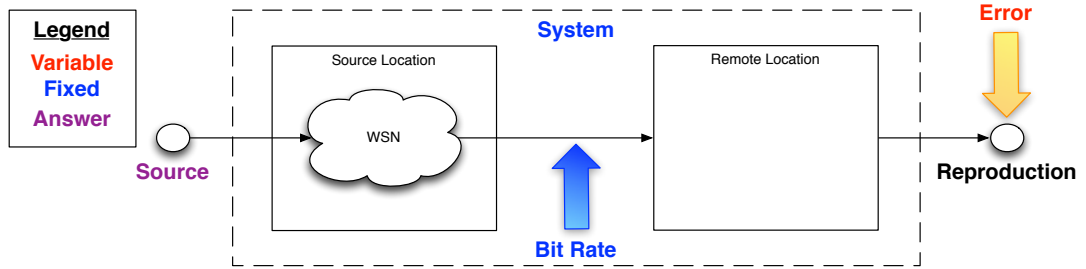 Legend
Variable
Fixed
Answer
Source
System
Source Location
WSN
Bit Rate
Remote Location
Error
Reproduction